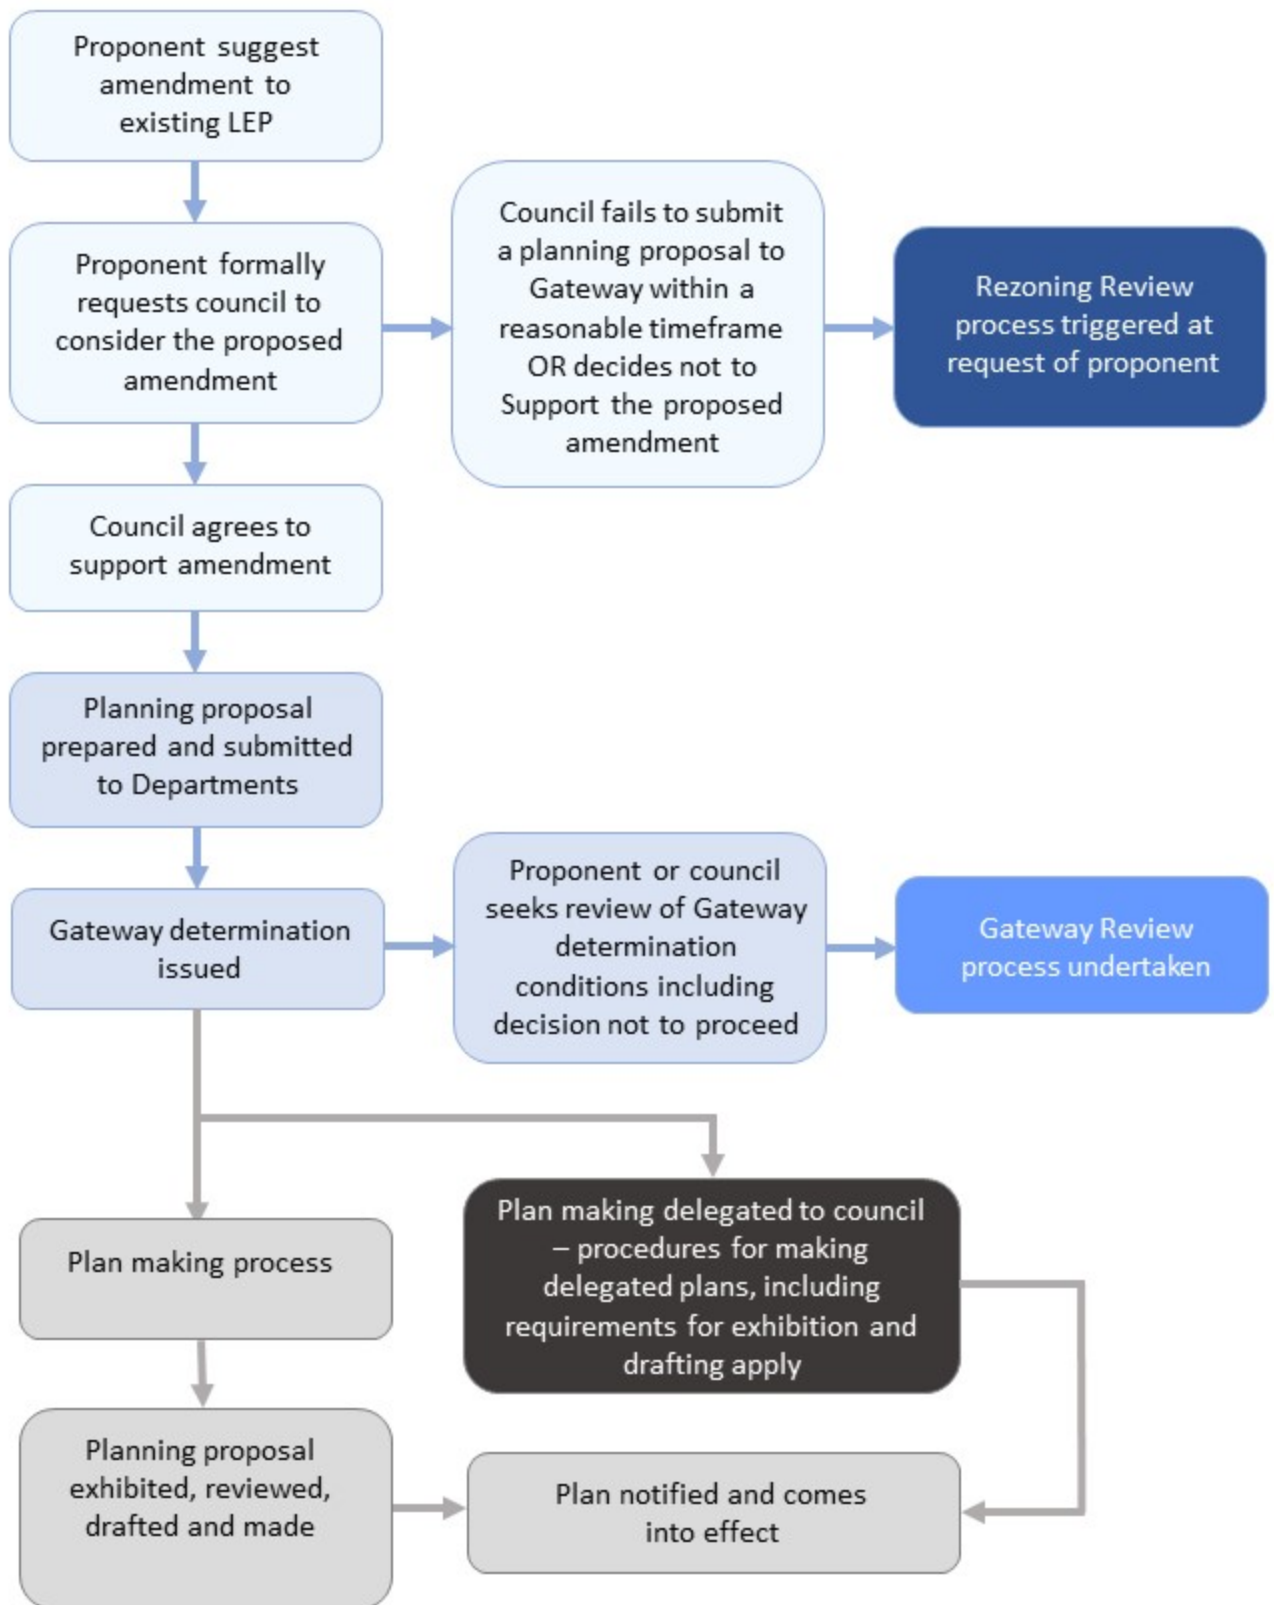 Proponent suggest
amendment to
existing LEP
Proponent formally
requests council to
consider the proposed
amendment
Council fails to submit
a planning proposal to
Gateway within a
reasonable timeframe
OR decides not to
Support the proposed
amendment
Rezoning Review
process triggered at
request of proponent
Council agrees to
support amendment
Planning proposal
prepared and submitted
to Departments
Gateway determination
issued
Proponent or council
seeks review of Gateway
determination
conditions including
decision not to proceed
Gateway Review
process undertaken
Plan making process
Plan making delegated to council
– procedures for making
delegated plans, including
requirements for exhibition and
drafting apply
Planning proposal
exhibited, reviewed,
drafted and made
Plan notified and comes
into effect